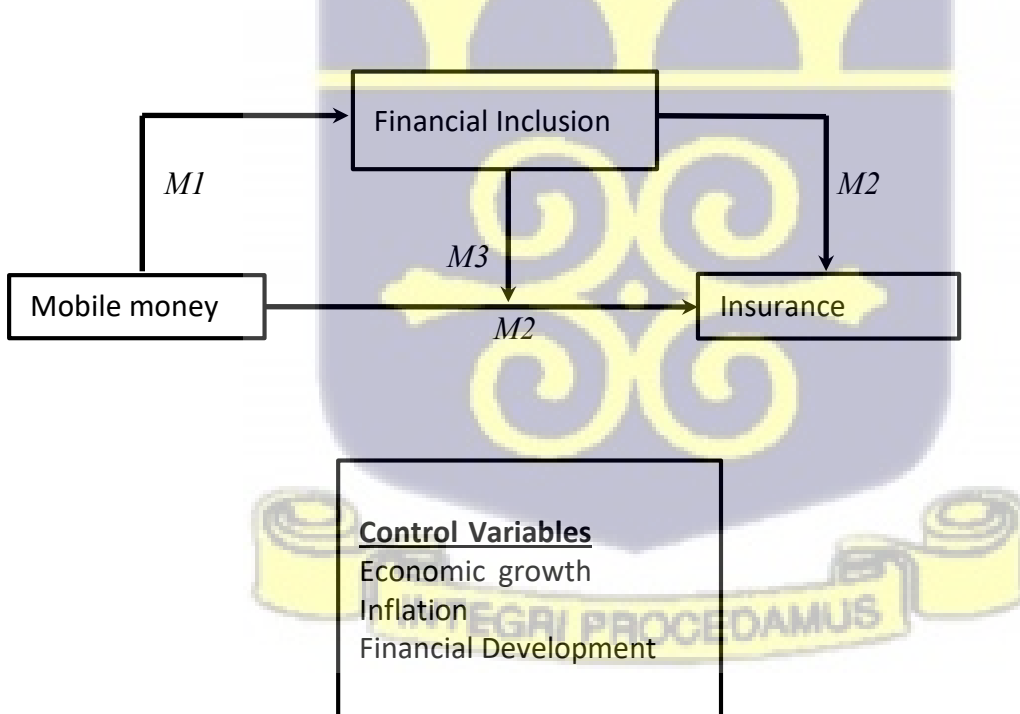 Financial Inclusion
M1
M2
M3
Mobile money
Insurance
M2
Control Variables
Economic growth
Inflation
Financial Development
INTEGRI PROCEDAMUS